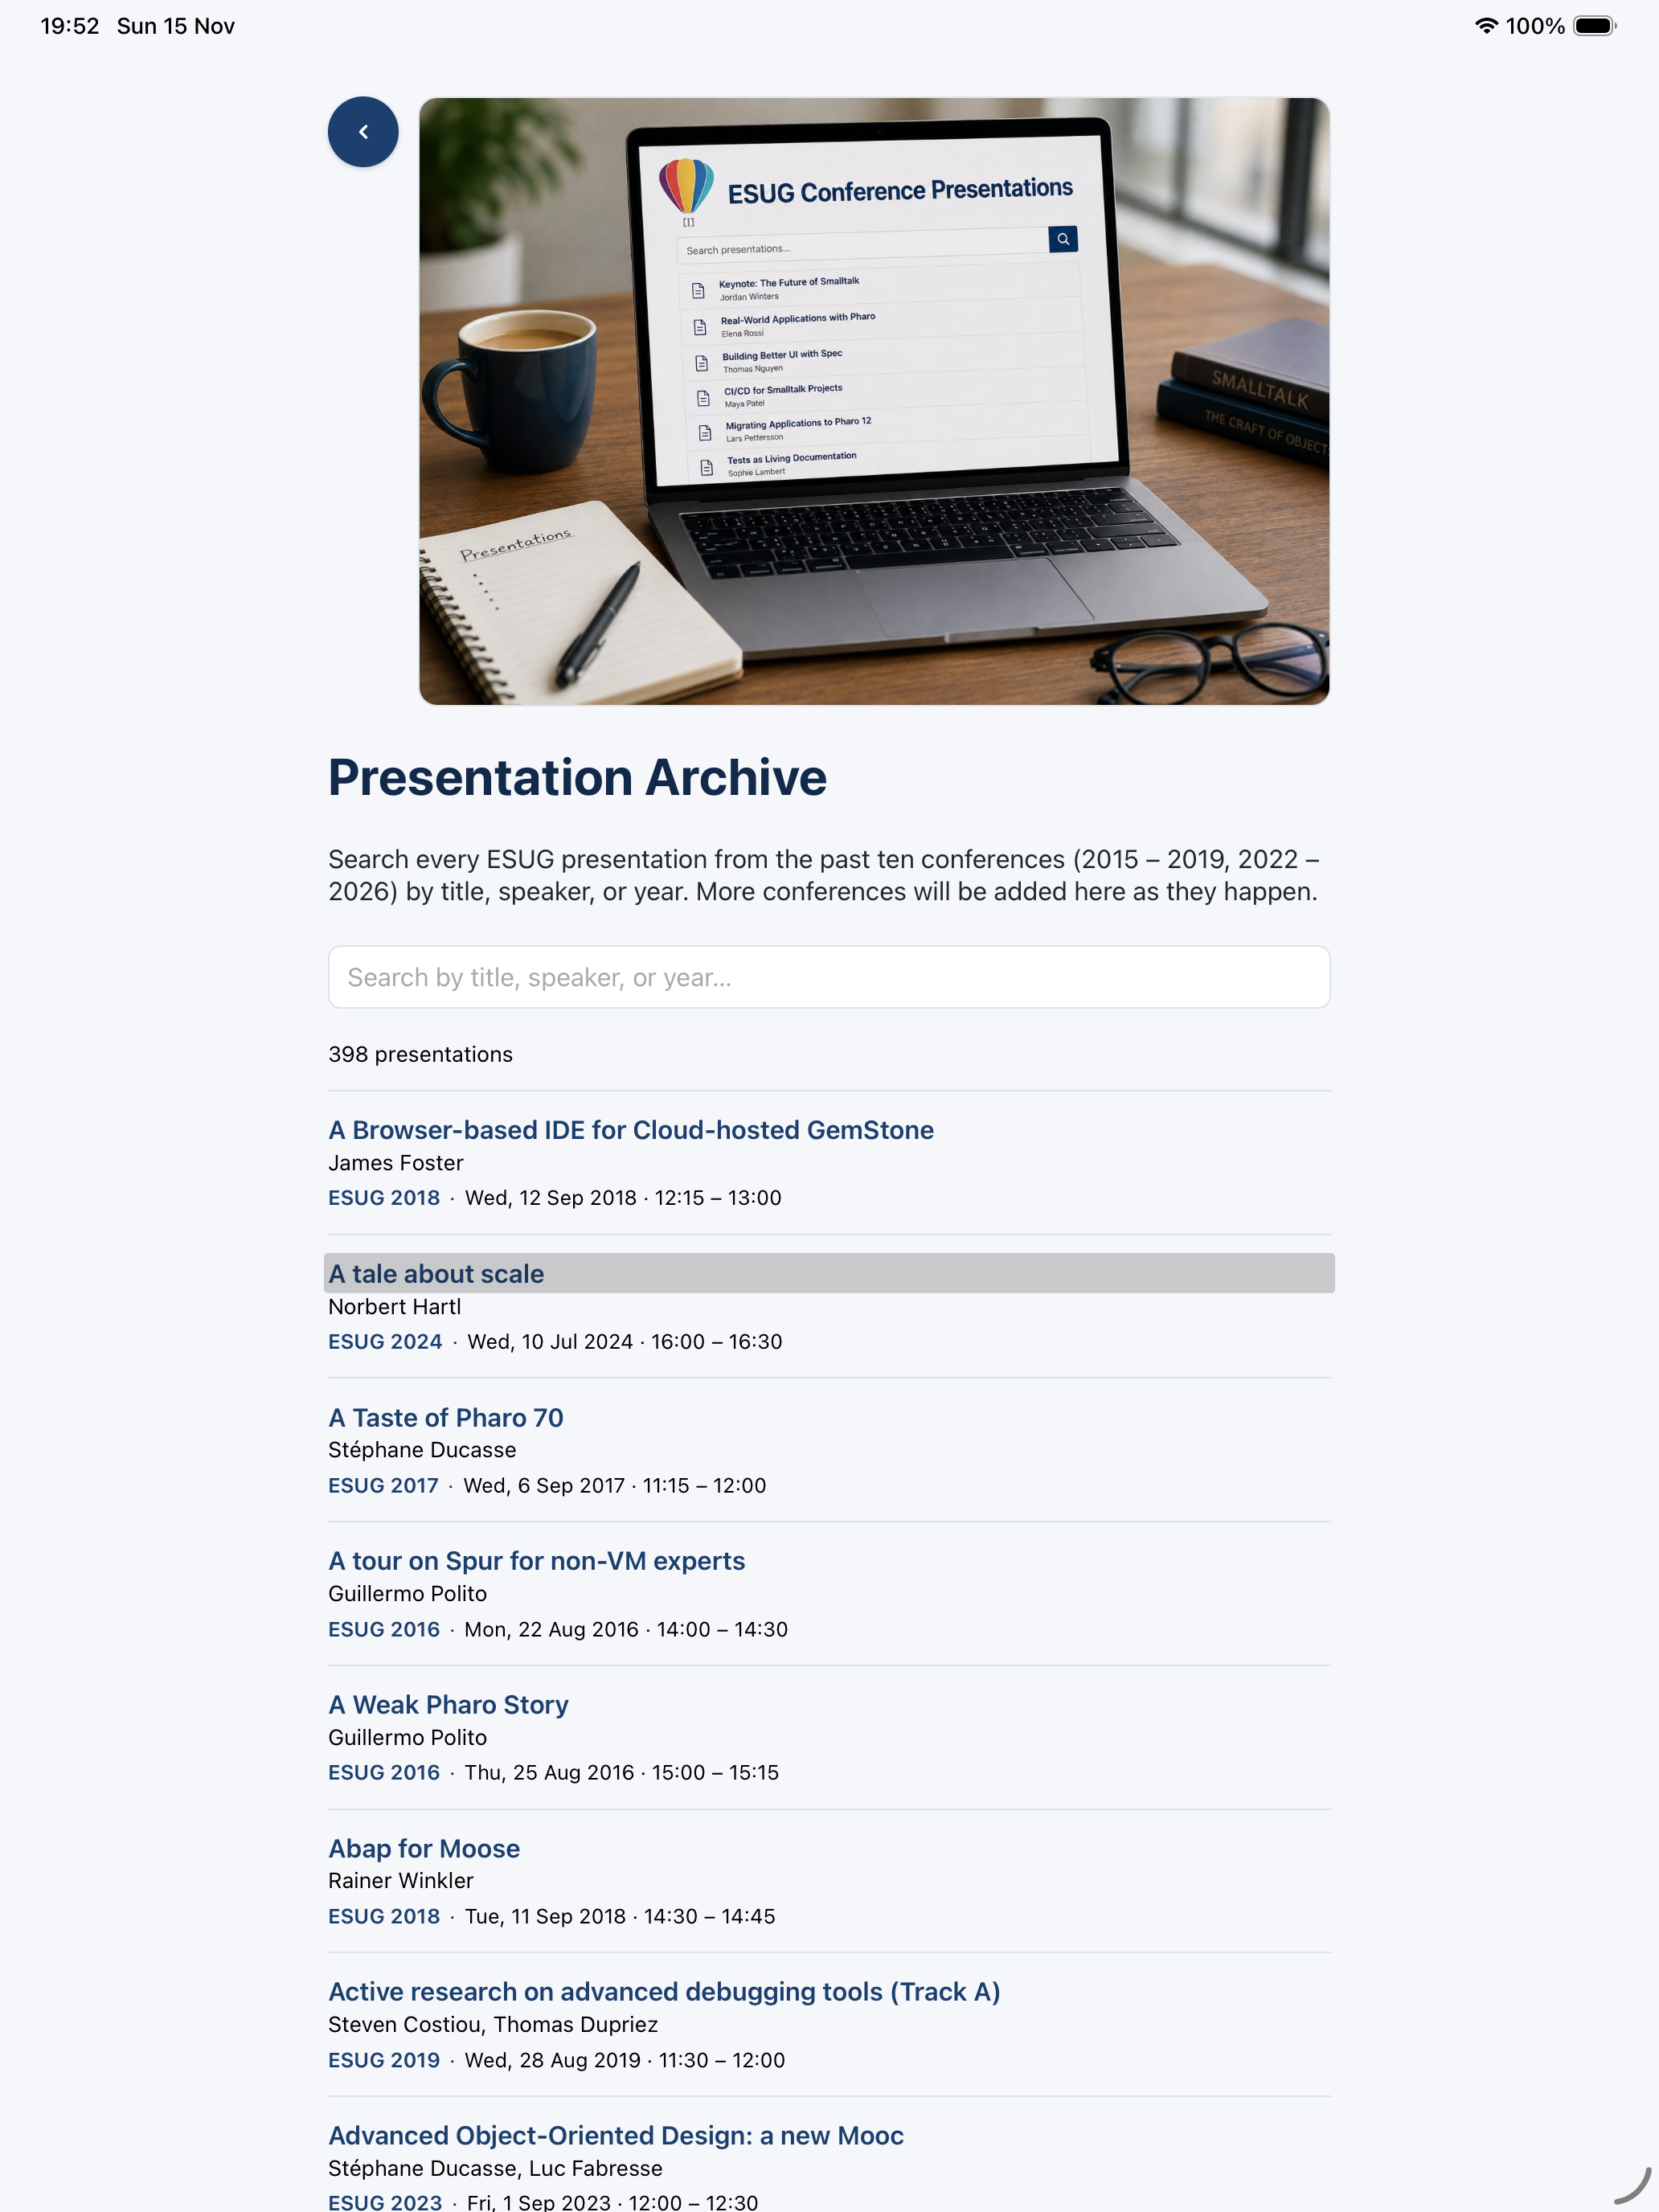 19:52 Sun 15 Nov
100%
ESUG Conference Presentations
Search presentations...
Keynote: The Future of Smalltalk
Jordan Winters
Real-World Applications with Pharo
Elena Rossi
Building Better UI with Spec
Thomas Nguyen
CI/CD for Smalltalk Projects
Maya Patel
Migrating Applications to Pharo 12
Lars Pettersson
Tests as Living Documentation
Sophie Lambert
SMALLTALK
THE CRAFT OF OBJECT
Presentations
Presentation Archive
Search every ESUG presentation from the past ten conferences (2015 – 2019, 2022 –
2026) by title, speaker, or year. More conferences will be added here as they happen.
Search by title, speaker, or year...
398 presentations
A Browser-based IDE for Cloud-hosted GemStone
James Foster
ESUG 2018 · Wed, 12 Sep 2018 · 12:15 – 13:00
A tale about scale
Norbert Hartl
ESUG 2024 · Wed, 10 Jul 2024 · 16:00 – 16:30
A Taste of Pharo 70
Stéphane Ducasse
ESUG 2017 · Wed, 6 Sep 2017 · 11:15 – 12:00
A tour on Spur for non-VM experts
Guillermo Polito
ESUG 2016 · Mon, 22 Aug 2016 · 14:00 – 14:30
A Weak Pharo Story
Guillermo Polito
ESUG 2016 · Thu, 25 Aug 2016 · 15:00 – 15:15
Abap for Moose
Rainer Winkler
ESUG 2018 · Tue, 11 Sep 2018 · 14:30 – 14:45
Active research on advanced debugging tools (Track A)
Steven Costiou, Thomas Dupriez
ESUG 2019 · Wed, 28 Aug 2019 · 11:30 – 12:00
Advanced Object-Oriented Design: a new Mooc
Stéphane Ducasse, Luc Fabresse
ESUG 2023 · Fri, 1 Sep 2023 · 12:00 – 12:30